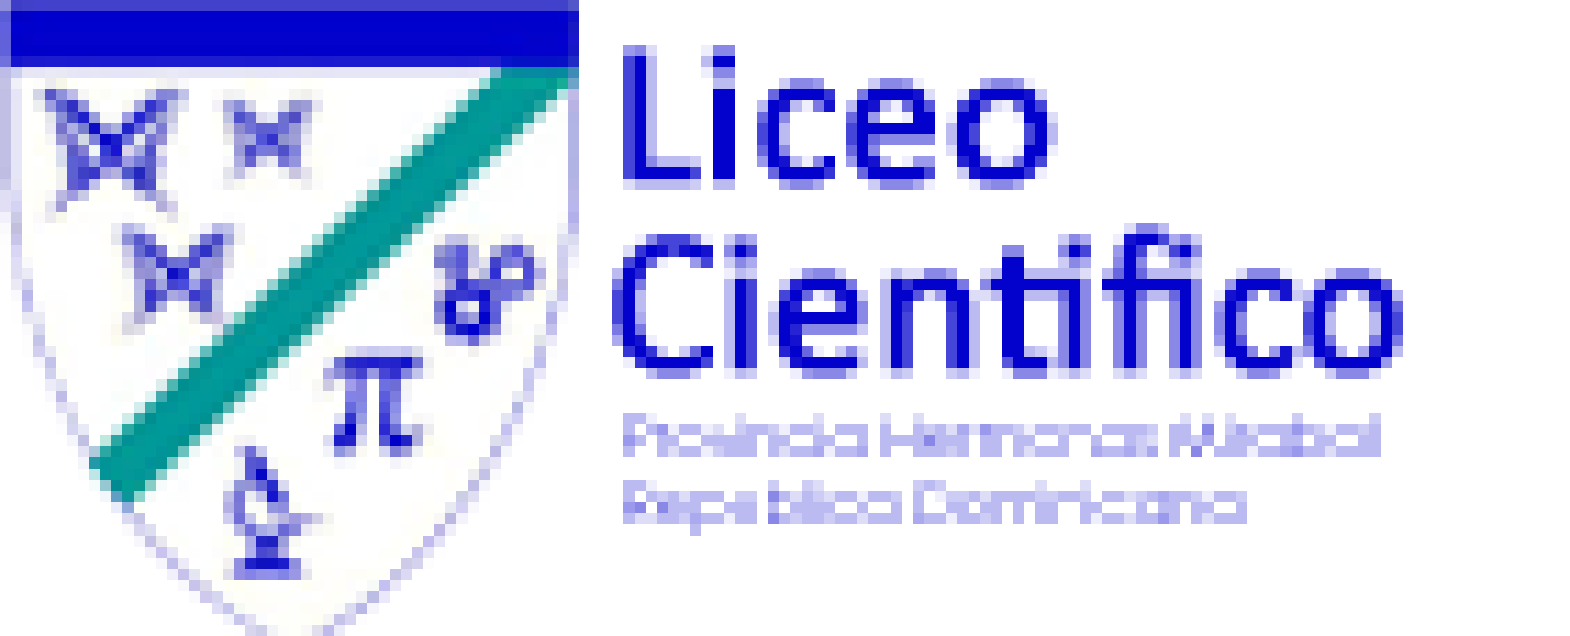 Liceo
Cientifico
Provincia Hermanas Mirabal
Republica Dominicana
π